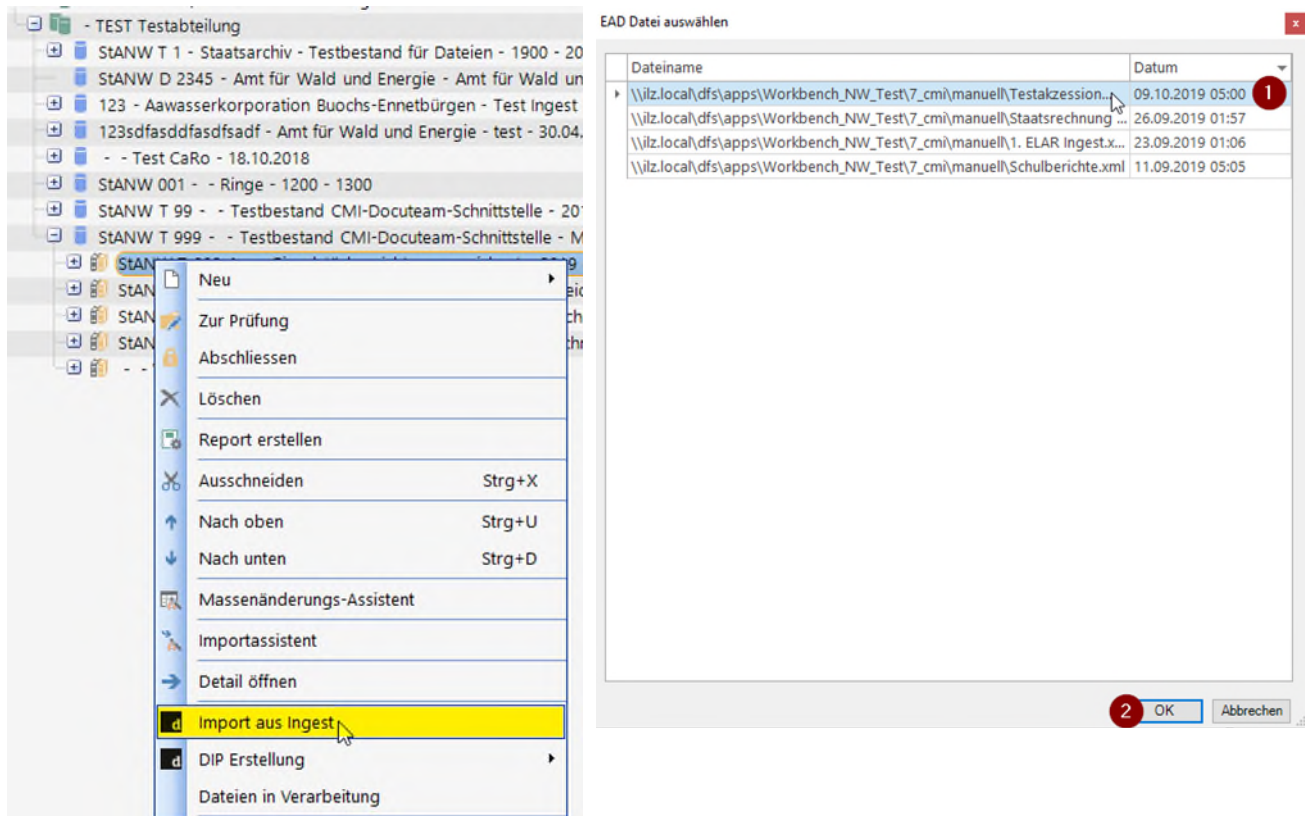 - TEST Testabteilung
StANW T 1 - Staatsarchiv - Testbestand für Dateien - 1900 - 20
StANW D 2345 - Amt für Wald und Energie - Amt für Wald un
123 - Aawasserkorporation Buochs-Ennetbürgen - Test Ingest
123sdfasddfasdfsadf - Amt für Wald und Energie - test - 30.04.
- - Test CaRo - 18.10.2018
StANW 001 - - Ringe - 1200 - 1300
StANW T 99 - - Testbestand CMI-Docuteam-Schnittstelle - 20
StANW T 999 - - Testbestand CMI-Docuteam-Schnittstelle - M
StAN
StAN
StAN
StAN
- -
Neu
Zur Prüfung
Abschliessen
Löschen
Report erstellen
Ausschneiden Strg+X
Nach oben Strg+U
Nach unten Strg+D
Massenänderungs-Assistent
Importassistent
Detail öffnen
d Import aus Ingest
d DIP Erstellung
Dateien in Verarbeitung
EAD Datei auswählen x
Dateiname Datum
\\ilz.local\dfs\apps\Workbench_NW_Test\7_cmi\manuell\Testakzession... 09.10.2019 05:00 1
\\ilz.local\dfs\apps\Workbench_NW_Test\7_cmi\manuell\Staatsrechnung ... 26.09.2019 01:57
\\ilz.local\dfs\apps\Workbench_NW_Test\7_cmi\manuell\1. ELAR Ingest.x... 23.09.2019 01:06
\\ilz.local\dfs\apps\Workbench_NW_Test\7_cmi\manuell\Schulberichte.xml 11.09.2019 05:05
2 OK Abbrechen